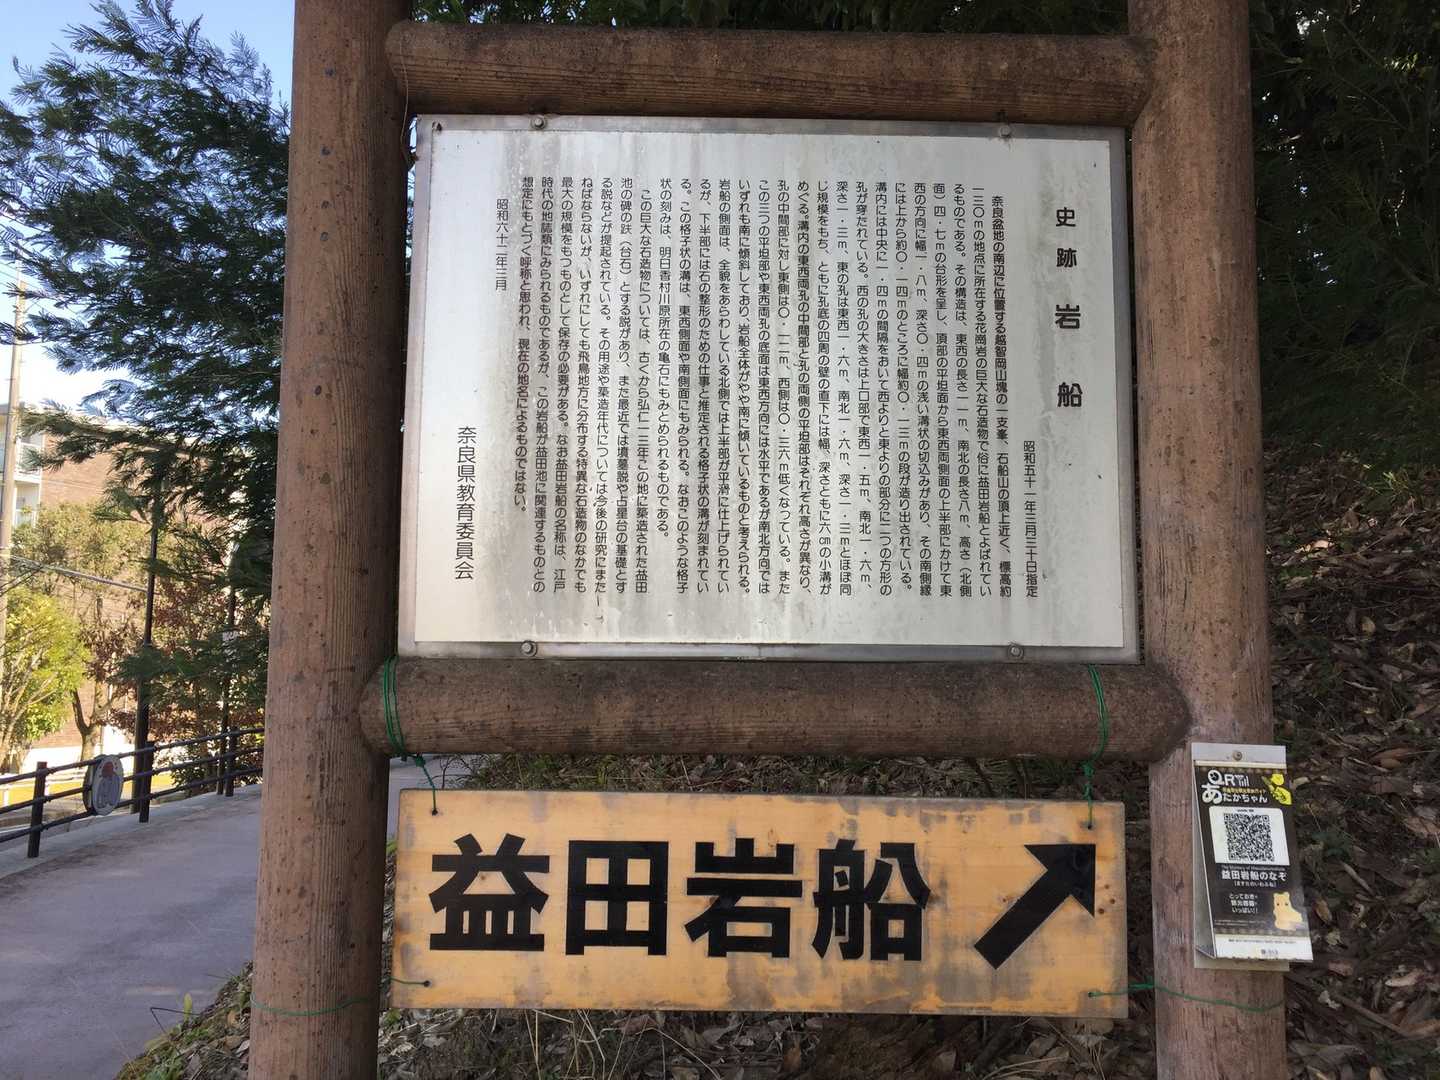 史跡 岩船
昭和五十一年三月三十日指定
奈良盆地の南辺に位置する越智岡山塊の一支峯、石船山の頂上近く、標高約
一三〇mの地点に所在する花崗岩の巨大な石造物で俗に益田岩船とよばれてい
るものである。その構造は、東西の長さ一一m、南北の長さ八m、高さ(北側
面)四・七mの台形を呈し、頂部の平坦面から東西両側面の上半部にかけて東
西の方向に幅一・八m、深さ〇・四mの浅い溝状の切込みがあり、その南側縁
には上から約〇・一四mのところに幅約〇・一三mの段が造り出されている。
溝内には中央に一・四mの間隔をおいて西よりと東よりの部分に二つの方形の
孔が穿たれている。西の孔の大きさは上口部で東西一・五m、南北一・六m、
深さ一・三m、東の孔は東西一・六m、南北一・六m、深さ一・三mとほぼ同
じ規模をもち、ともに孔底の四周の壁の直下には幅、深さともに六cmの小溝が
めぐる。溝内の東西両孔の中間部と孔の両側の平坦部はそれぞれ高さが異なり、
孔の中間部に対し東側は〇・一二m、西側は〇・三六m低くなっている。また
この三つの平坦部や東西両孔の底面は東西方向には水平であるが南北方向では
いずれも南に傾斜しており、岩船全体がやや南に傾いているものと考えられる。
岩船の側面は、全貌をあらわしている北側では上半部が平滑に仕上げられてい
るが、下半部には石の整形のための仕事と推定される格子状の溝が刻まれてい
る。この格子状の溝は、東西側面や南側面にもみられる。なおこのような格子
状の刻みは、明日香村川原所在の亀石にもみとめられるものである。
この巨大な石造物については、古くから弘仁一三年この地に築造された益田
池の碑の趺(台石)とする説があり、また最近では墳墓説や占星台の基礎とす
る説などが提起されている。その用途や築造年代については今後の研究にまた
ねばならないが、いずれにしても飛鳥地方に分布する特異な石造物のなかでも
最大の規模をもつものとして保存の必要がある。なお益田岩船の名称は、江戸
時代の地誌類にみられるものであるが、この岩船が益田池に関連するものとの
想定にもとづく呼称と思われ、現在の地名によるものではない。
昭和六十二年三月
奈良県教育委員会
益田岩船
QR
あたかちゃん
益田岩船のなぞ
(ますだのいわふね)
とっておき・
観光情報・
いっぱい!!